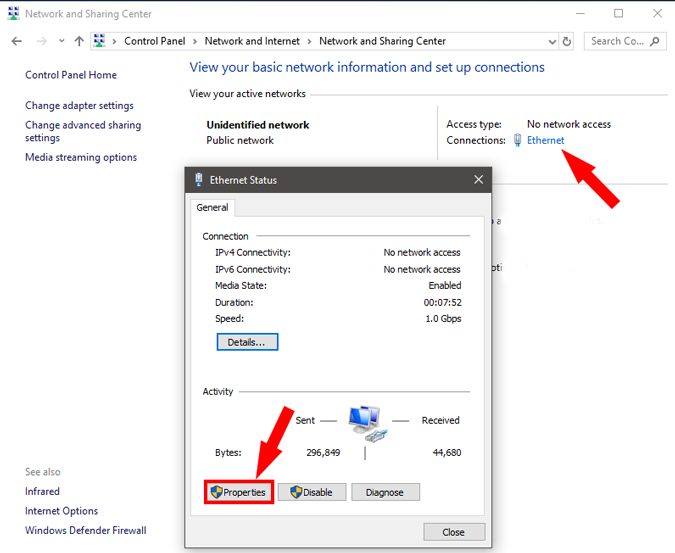 Network and Sharing Center
Control Panel Network and Internet Network and Sharing Center
Search Co...
Control Panel Home
Change adapter settings
Change advanced sharing
settings
Media streaming options
View your basic network information and set up connections
View your active networks
Unidentified network
Public network
Access type: No network access
Connections: Ethernet
Ethernet Status
General
Connection
IPv4 Connectivity: No network access
IPv6 Connectivity: No network access
Media State: Enabled
Duration: 00:07:52
Speed: 1.0 Gbps
Details...
Activity
Sent Received
Bytes: 296,849 44,680
Properties Disable Diagnose
Close
See also
Infrared
Internet Options
Windows Defender Firewall